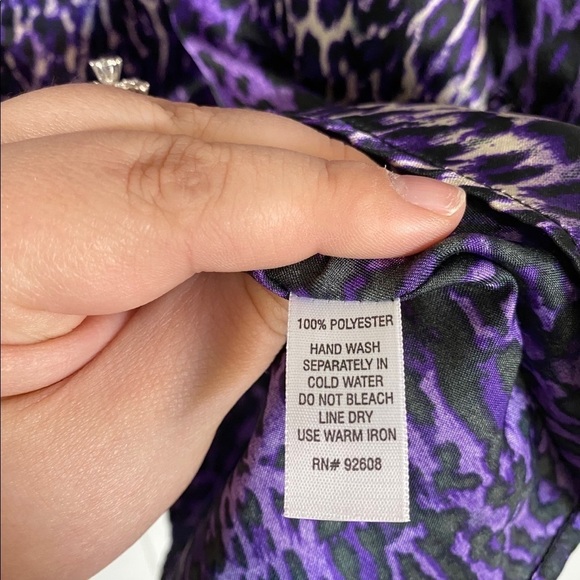 100% POLYESTER
HAND WASH
SEPARATELY IN
COLD WATER
DO NOT BLEACH
LINE DRY
USE WARM IRON
RN# 92608